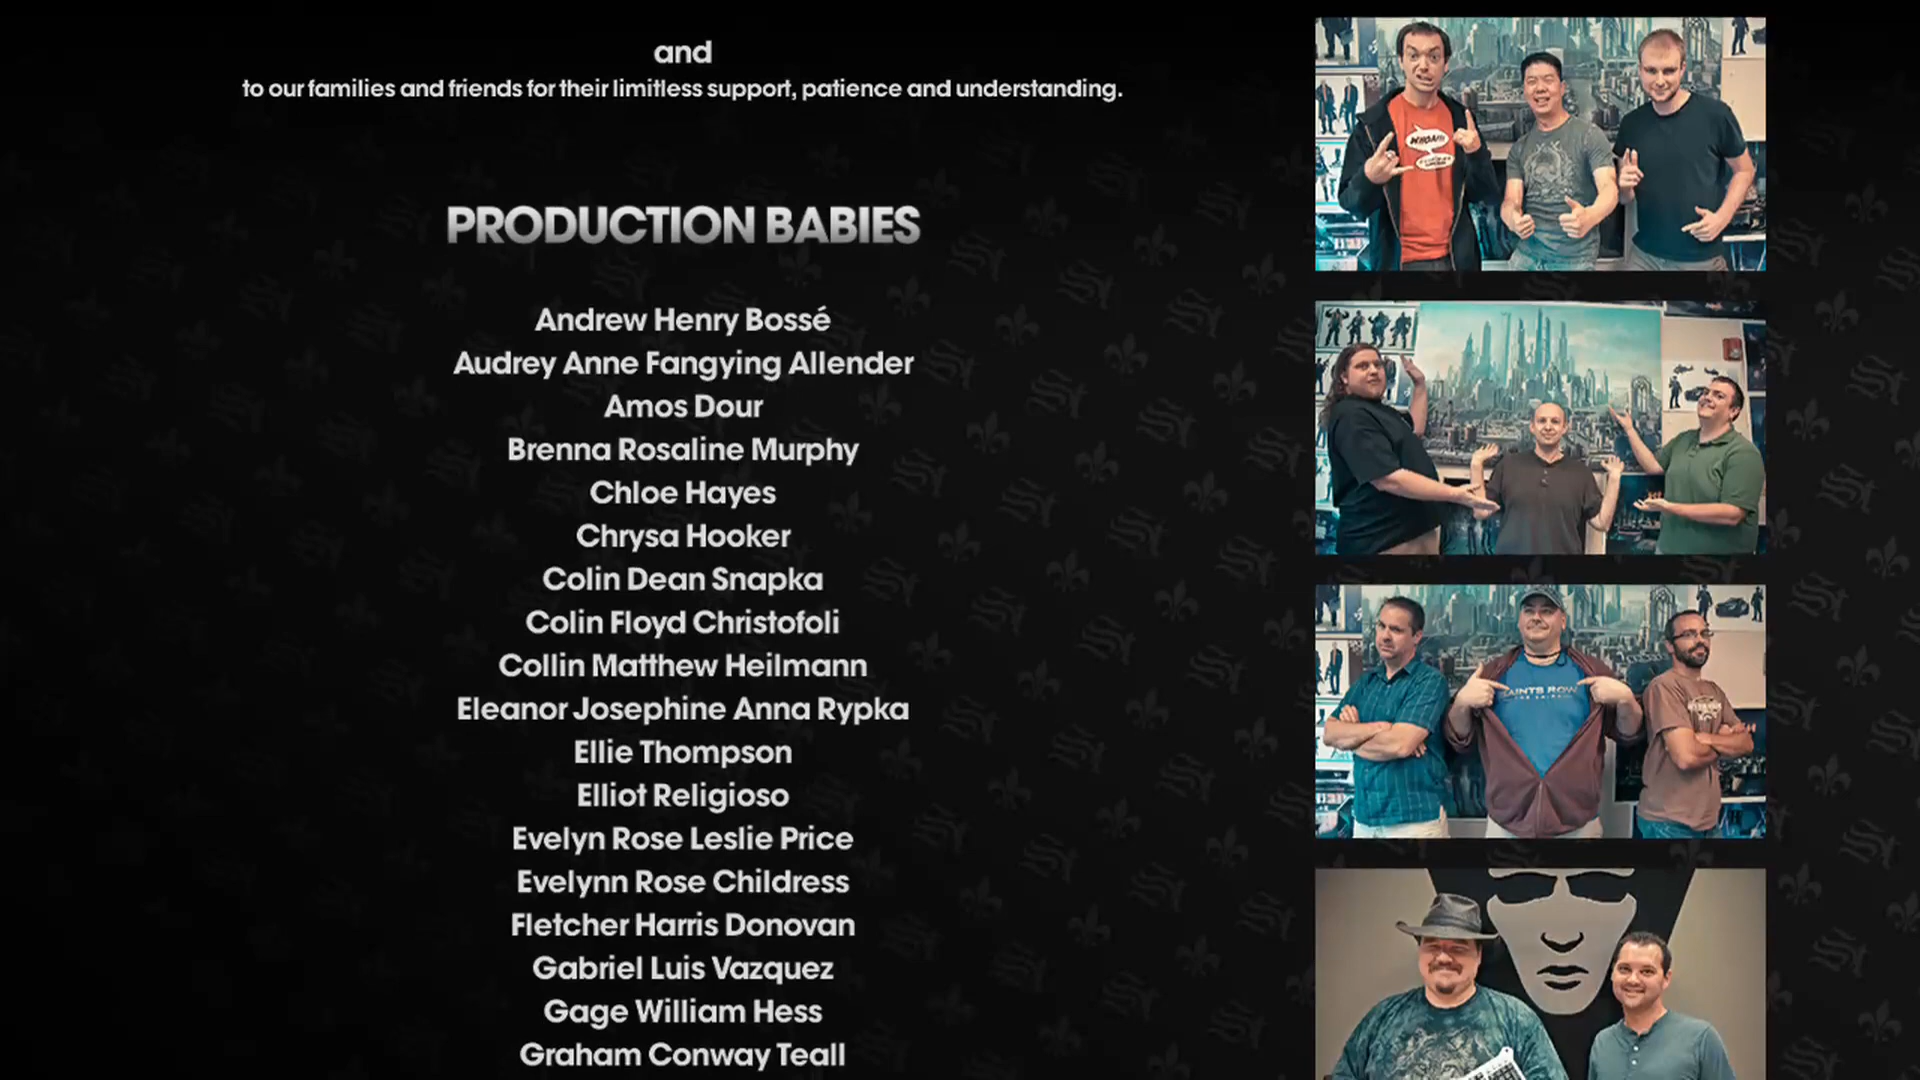 and
to our families and friends for their limitless support, patience and understanding.
PRODUCTION BABIES
Andrew Henry Bossé
Audrey Anne Fangying Allender
Amos Dour
Brenna Rosaline Murphy
Chloe Hayes
Chrysa Hooker
Colin Dean Snapka
Colin Floyd Christofoli
Collin Matthew Heilmann
Eleanor Josephine Anna Rypka
Ellie Thompson
Elliot Religioso
Evelyn Rose Leslie Price
Evelynn Rose Childress
Fletcher Harris Donovan
Gabriel Luis Vazquez
Gage William Hess
Graham Conway Teall
WHOA!!!
AINTS ROW